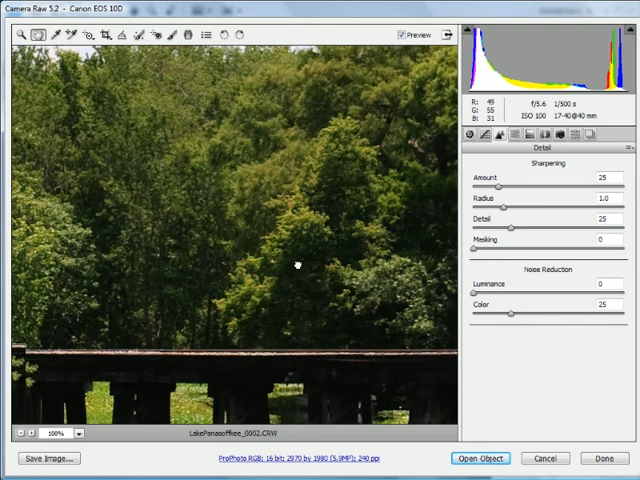 Camera Raw 5.2 - Canon EOS 10D
Preview
R: 49
G: 55
B: 31
f/5.6 1/500 s
ISO 100 17-40@40 mm
Detail
Sharpening
Amount 25
Radius 1.0
Detail 25
Masking 0
Noise Reduction
Luminance 0
Color 25
100%
LakePanasoffkee_0002.CRW
Save Image...
ProPhoto RGB; 16 bit; 2970 by 1980 (5.9MP); 240 ppi
Open Object
Cancel
Done